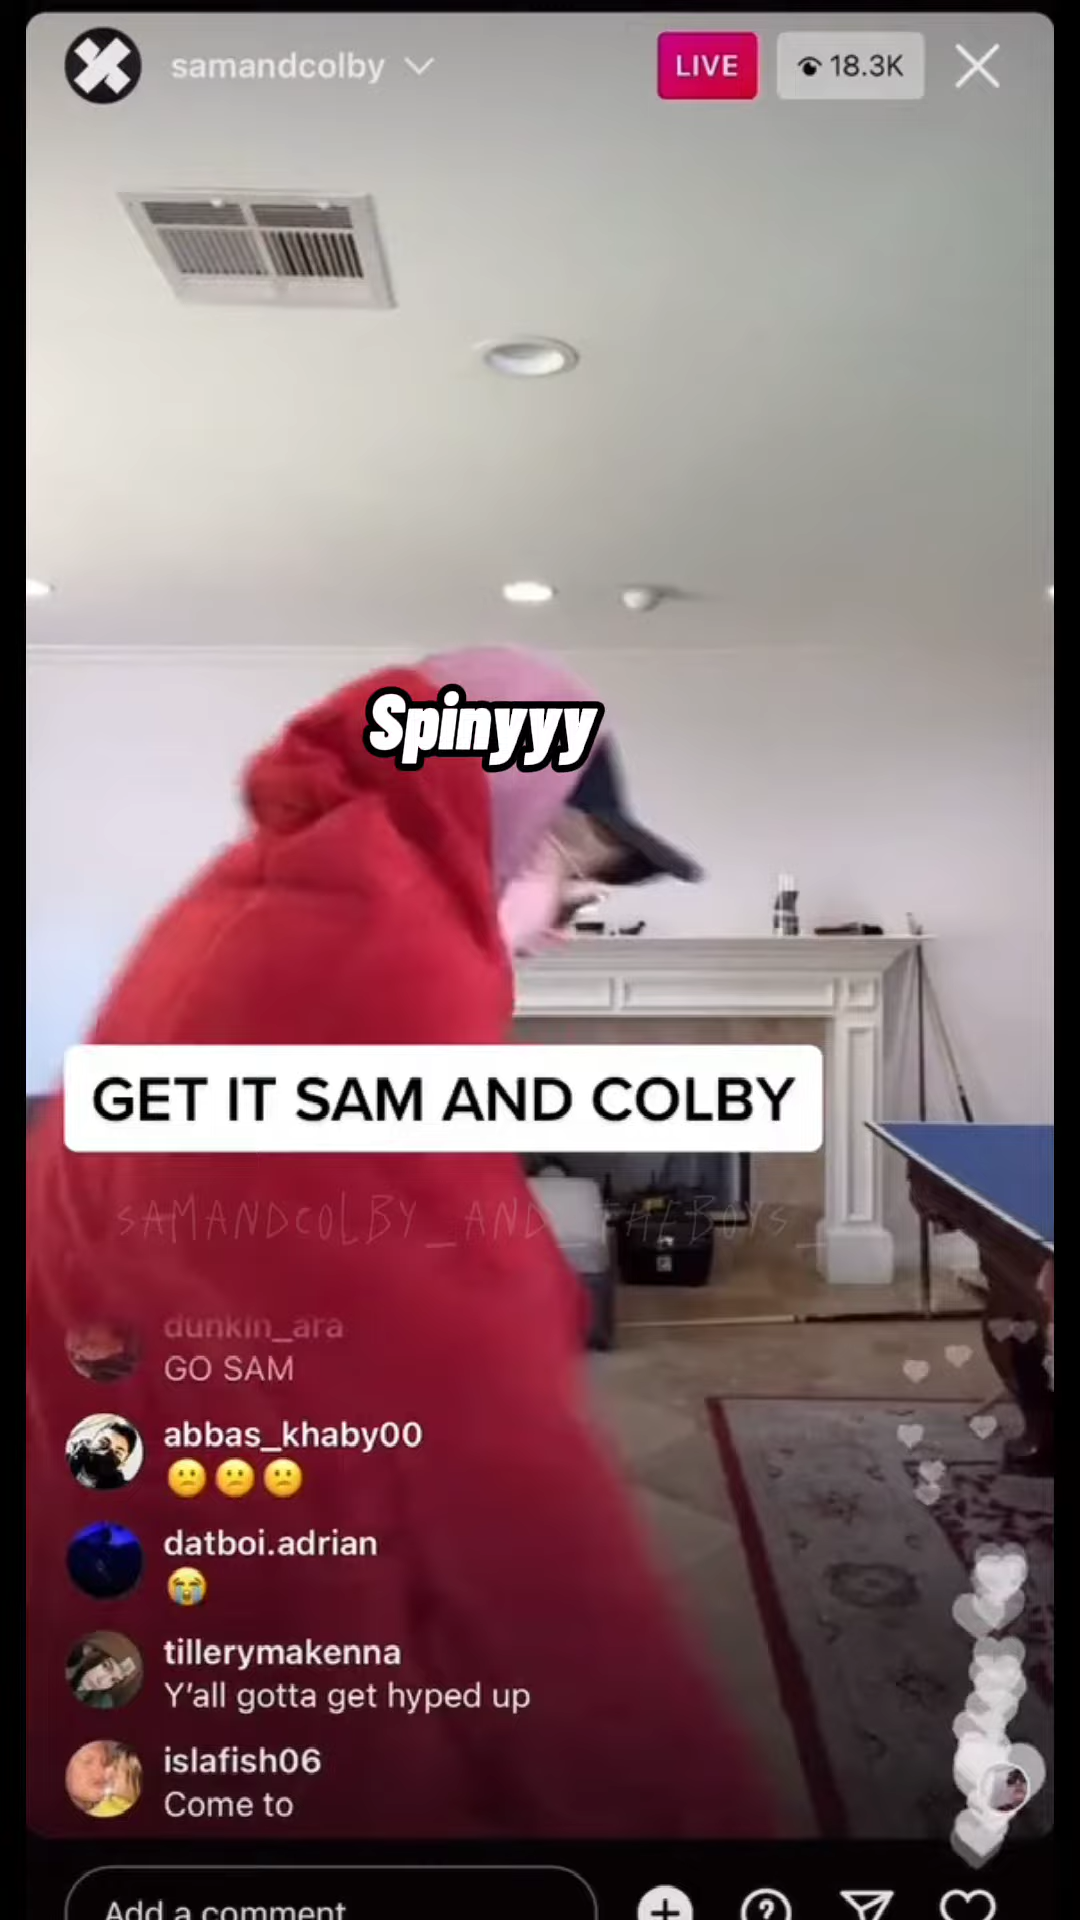 samandcolby
LIVE
18.3K
Spinyyy
GET IT SAM AND COLBY
SAMANDCOLBY_AND_THEBOYS_
dunkin_ara
GO SAM
abbas_khaby00
😕😕😕
datboi.adrian
😭
tillerymakenna
Y'all gotta get hyped up
islafish06
Come to
Add a comment